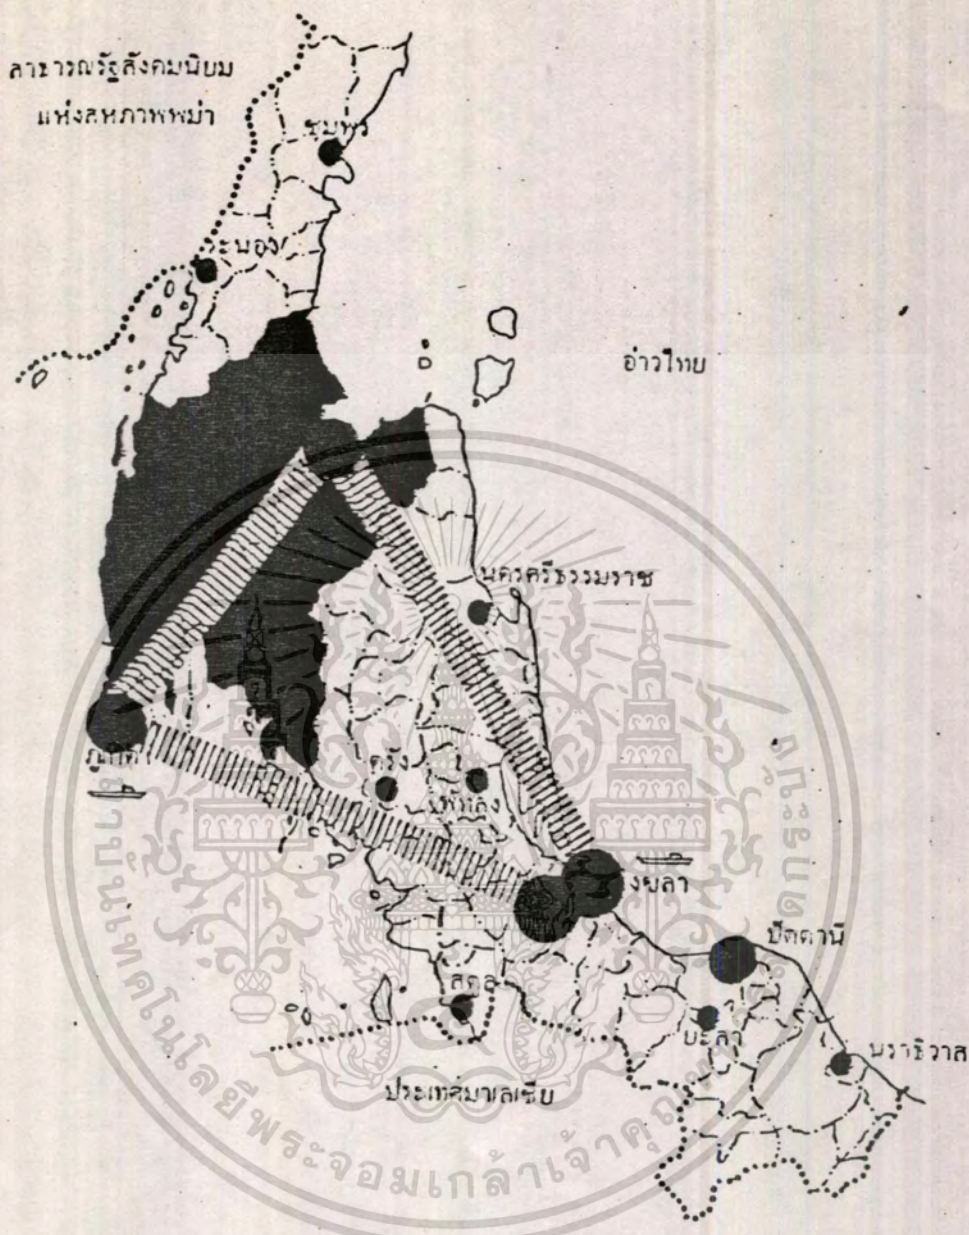 สาธารณรัฐสังคมนิยม
แห่งสหภาพพม่า
ชุมพร
ระนอง
อ่าวไทย
นครศรีธรรมราช
ภูเก็ต
ตรัง
พัทลุง
งขลา
ปัตตานี
สตูล
ยะลา
นราธิวาส
ประเทศมาเลเซีย
สถาบันเทคโนโลยีพระจอมเกล้าเจ้าคุณทหารลาดกระบัง